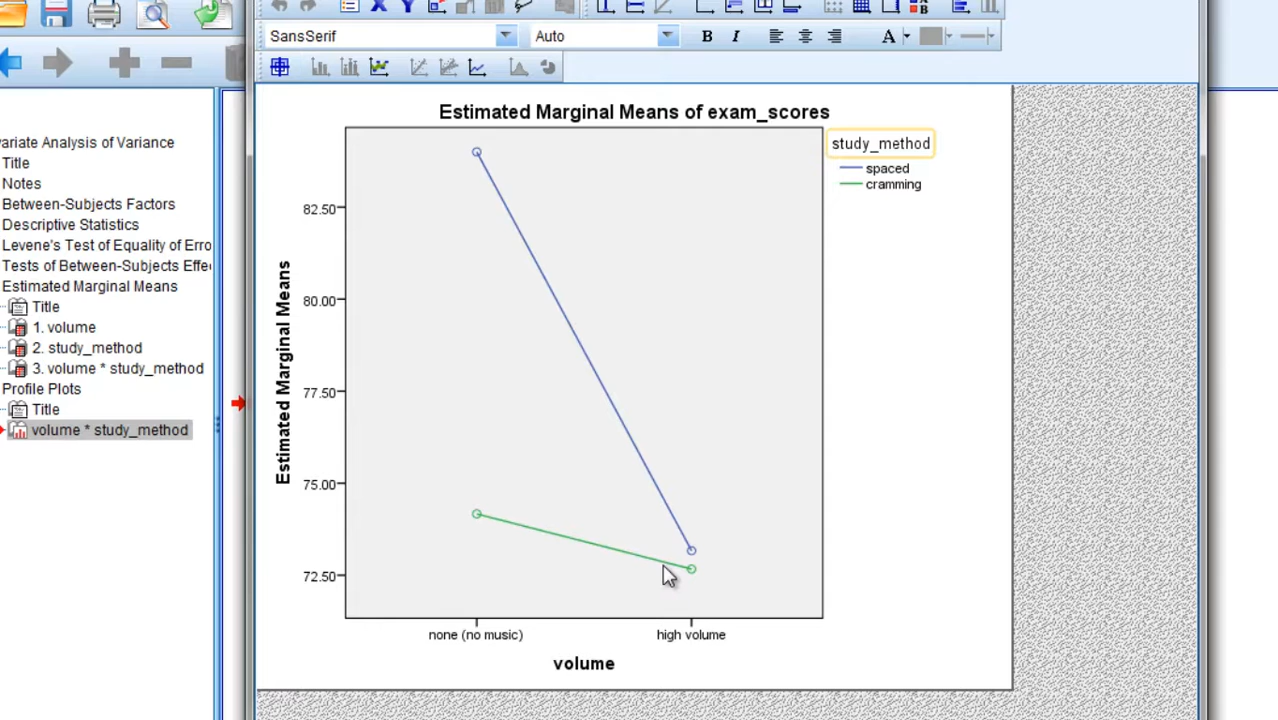 SansSerif
Auto
B I
A
variate Analysis of Variance
Title
Notes
Between-Subjects Factors
Descriptive Statistics
Levene's Test of Equality of Erro
Tests of Between-Subjects Effe
Estimated Marginal Means
Title
1. volume
2. study_method
3. volume * study_method
Profile Plots
Title
volume * study_method
Estimated Marginal Means of exam_scores
study_method
spaced
cramming
Estimated Marginal Means
82.50
80.00
77.50
75.00
72.50
none (no music)
high volume
volume